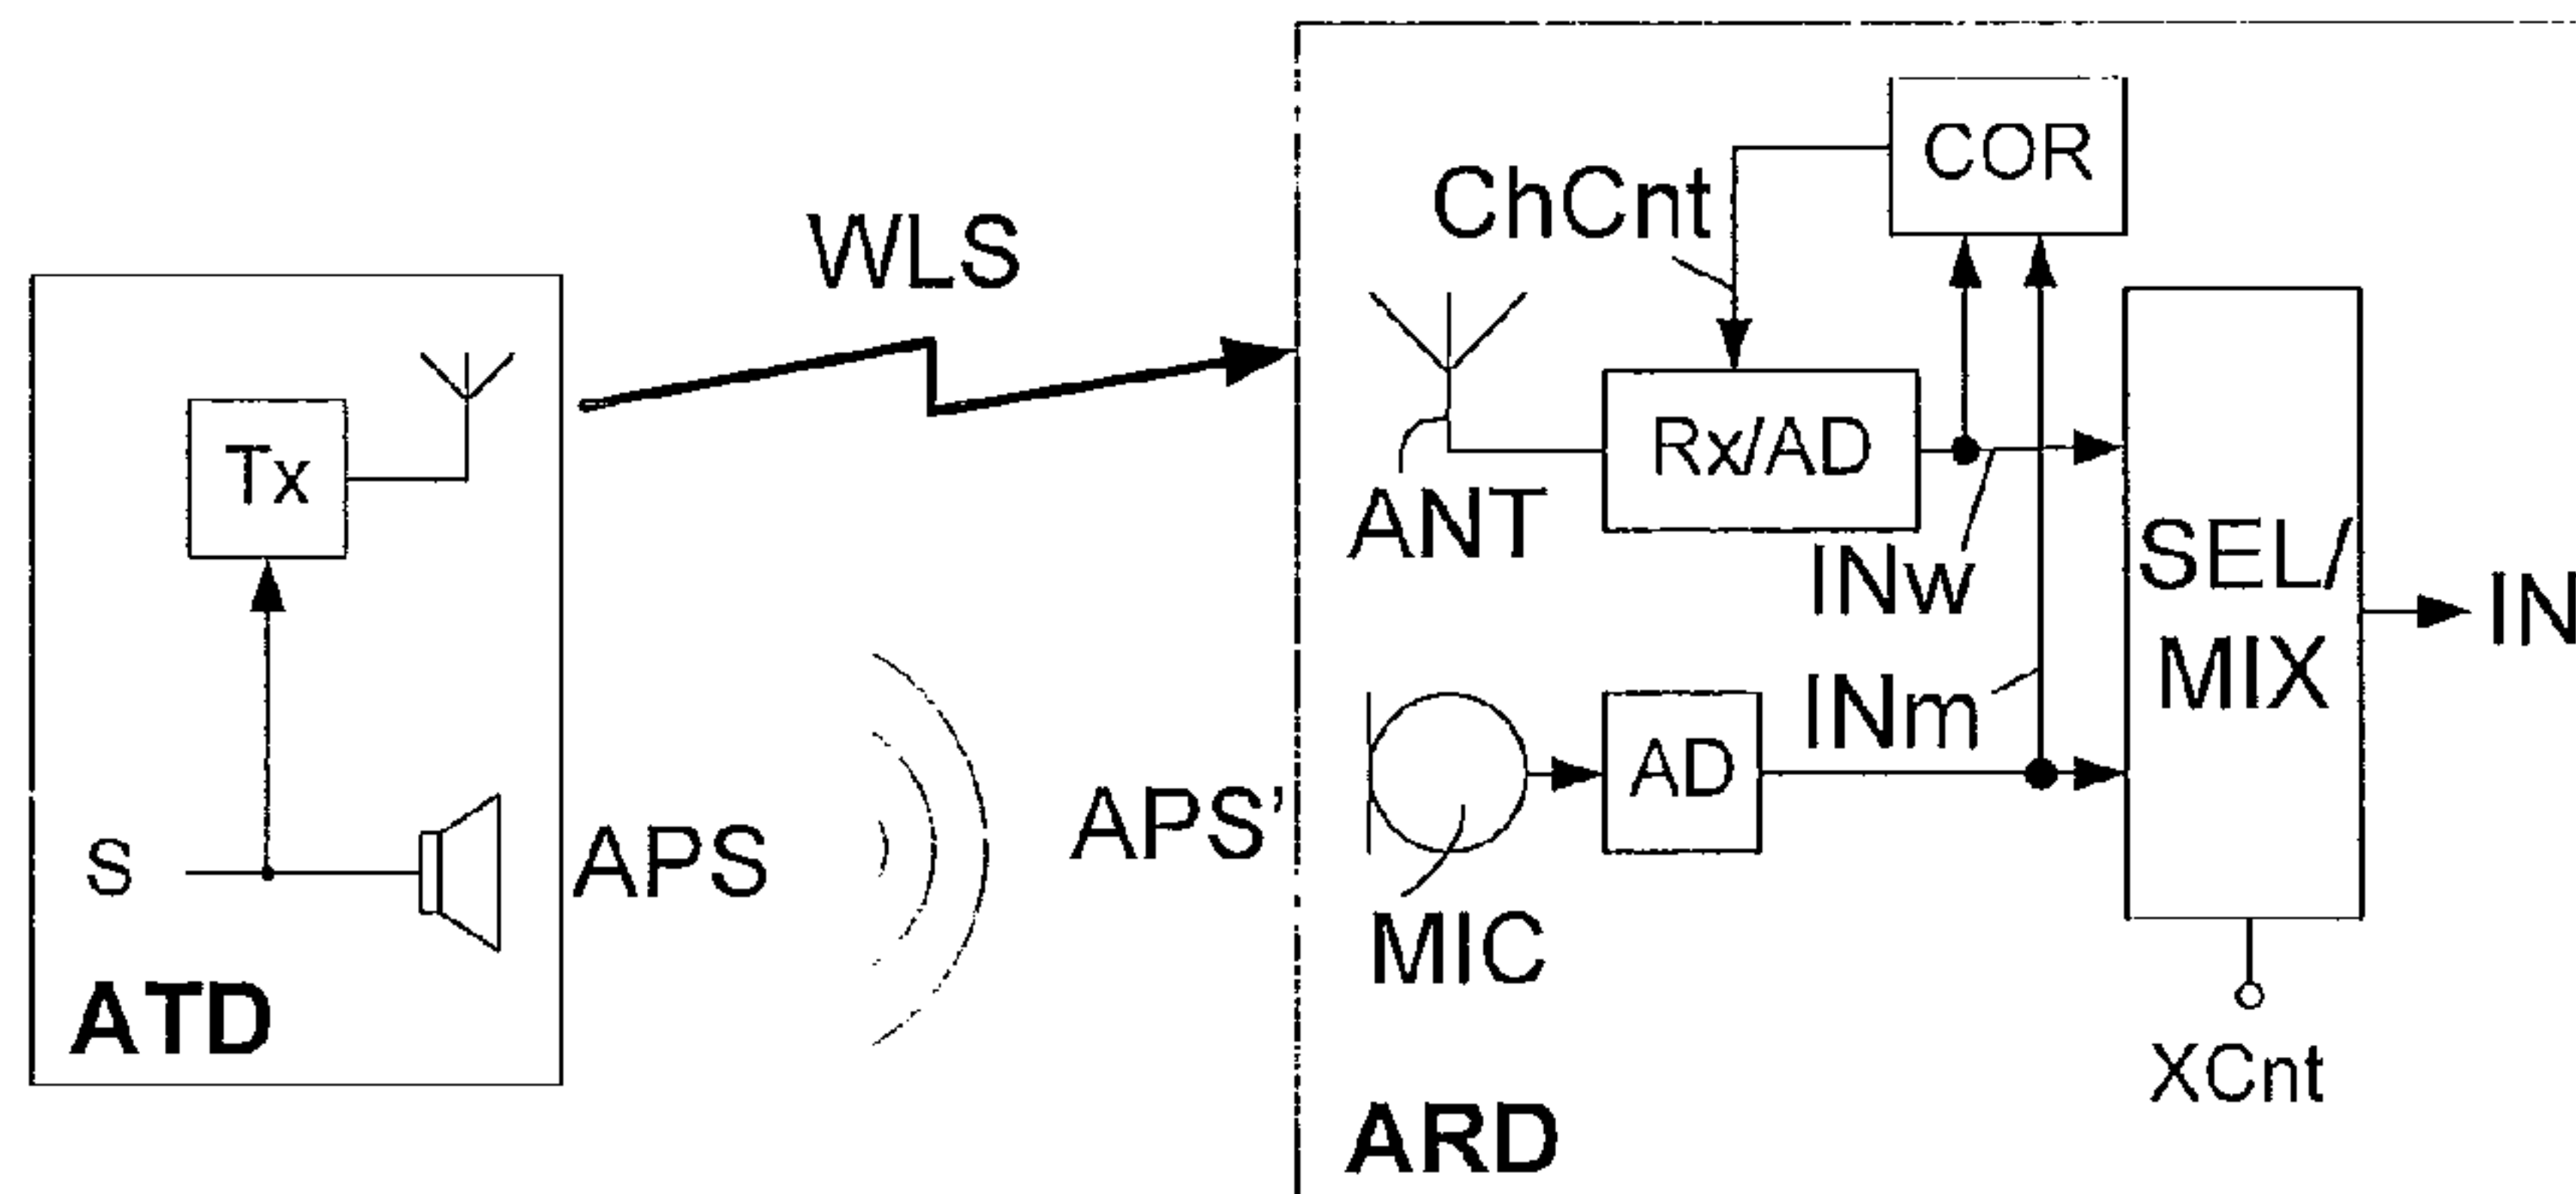 WLS
Tx
S
APS
ATD
APS'
COR
ChCnt
ANT
Rx/AD
INw
INm
AD
MIC
SEL/
MIX
IN
XCnt
ARD